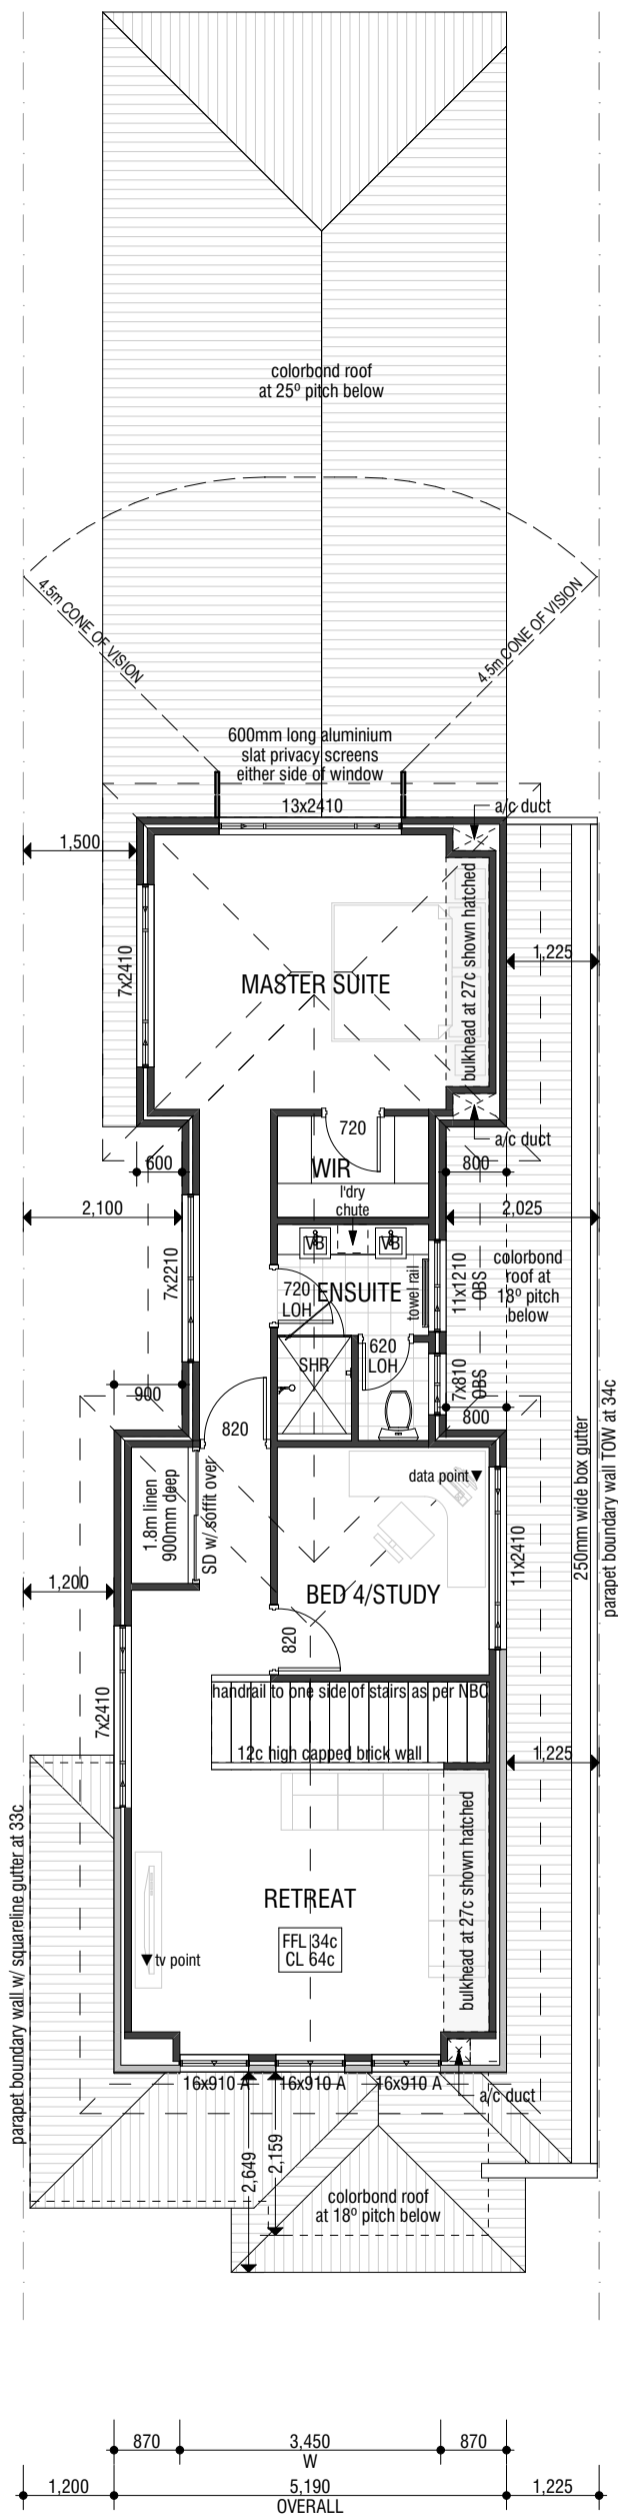 colorbond roof
at 25º pitch below
4.5m CONE OF VISION
4.5m CONE OF VISION
600mm long aluminium
slat privacy screens
either side of window
13x2410
a/c duct
1,500
7x2410
MASTER SUITE
bulkhead at 27c shown hatched
1,225
720
a/c duct
WIR
600
800
l'dry
chute
2,100
2,025
VB
VB
7x2210
720
LOH
ENSUITE
towel rail
11x1210
OBS
colorbond
roof at
18º pitch
below
SHR
620
LOH
7x810
OBS
900
800
820
1.8m linen
900mm deep
SD w/ soffit over
data point
11x2410
250mm wide box gutter
parapet boundary wall TOW at 34c
1,200
BED 4/STUDY
820
7x2410
handrail to one side of stairs as per NBC
12c high capped brick wall
1,225
parapet boundary wall w/ squareline gutter at 33c
RETREAT
FFL 34c
CL 64c
bulkhead at 27c shown hatched
tv point
16x910 A
16x910 A
16x910 A
a/c duct
2,649
2,159
colorbond roof
at 18º pitch below
870
3,450
870
W
1,200
5,190
1,225
OVERALL